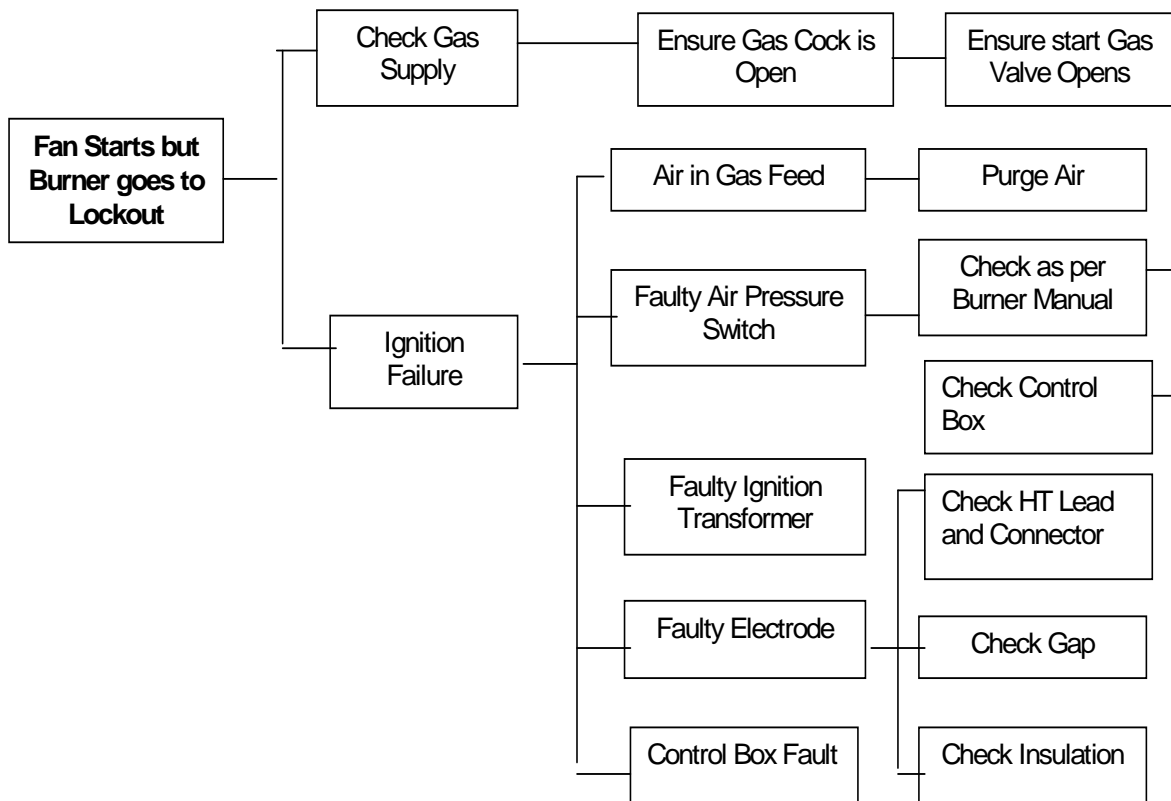 Fan Starts but
Burner goes to
Lockout
Check Gas
Supply
Ensure Gas Cock is
Open
Ensure start Gas
Valve Opens
Ignition
Failure
Air in Gas Feed
Purge Air
Faulty Air Pressure
Switch
Check as per
Burner Manual
Check Control
Box
Faulty Ignition
Transformer
Faulty Electrode
Check HT Lead
and Connector
Check Gap
Check Insulation
Control Box Fault